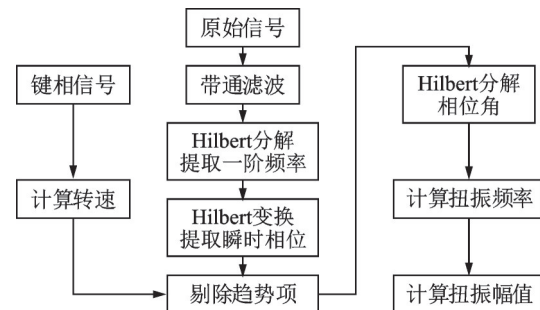 原始信号
键相信号
带通滤波
Hilbert分解
相位角
Hilbert分解
提取一阶频率
计算转速
计算扭振频率
Hilbert变换
提取瞬时相位
剔除趋势项
计算扭振幅值